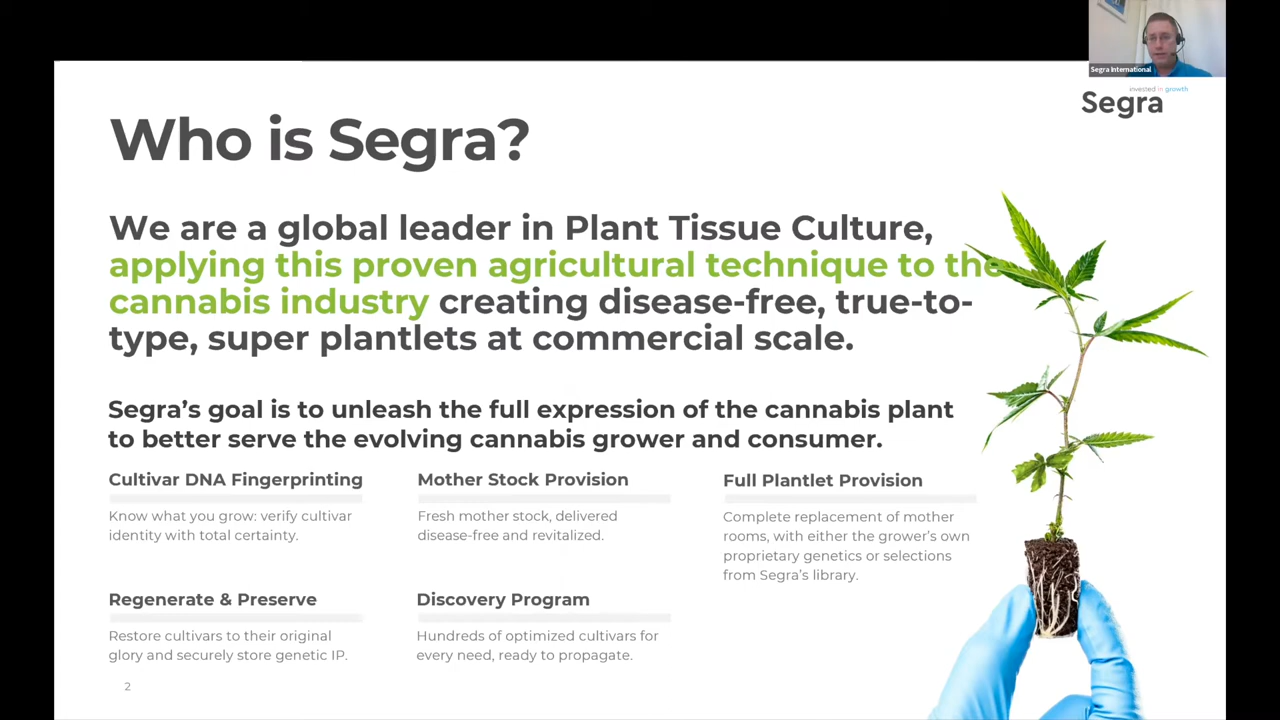 Segra International
invested in growth
Segra
Who is Segra?
We are a global leader in Plant Tissue Culture,
applying this proven agricultural technique to the
cannabis industry creating disease-free, true-to-
type, super plantlets at commercial scale.
Segra's goal is to unleash the full expression of the cannabis plant
to better serve the evolving cannabis grower and consumer.
Cultivar DNA Fingerprinting
Know what you grow: verify cultivar
identity with total certainty.
Mother Stock Provision
Fresh mother stock, delivered
disease-free and revitalized.
Full Plantlet Provision
Complete replacement of mother
rooms, with either the grower's own
proprietary genetics or selections
from Segra's library.
Regenerate & Preserve
Restore cultivars to their original
glory and securely store genetic IP.
Discovery Program
Hundreds of optimized cultivars for
every need, ready to propagate.
2